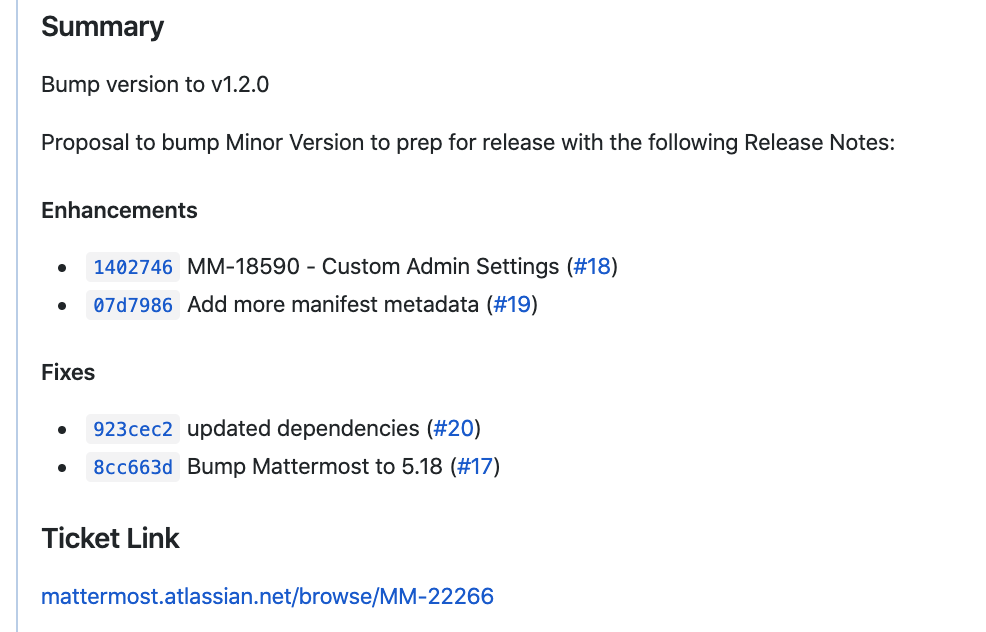 Summary
Bump version to v1.2.0
Proposal to bump Minor Version to prep for release with the following Release Notes:
Enhancements
1402746 MM-18590 - Custom Admin Settings (#18)
07d7986 Add more manifest metadata (#19)
Fixes
923cec2 updated dependencies (#20)
8cc663d Bump Mattermost to 5.18 (#17)
Ticket Link
mattermost.atlassian.net/browse/MM-22266